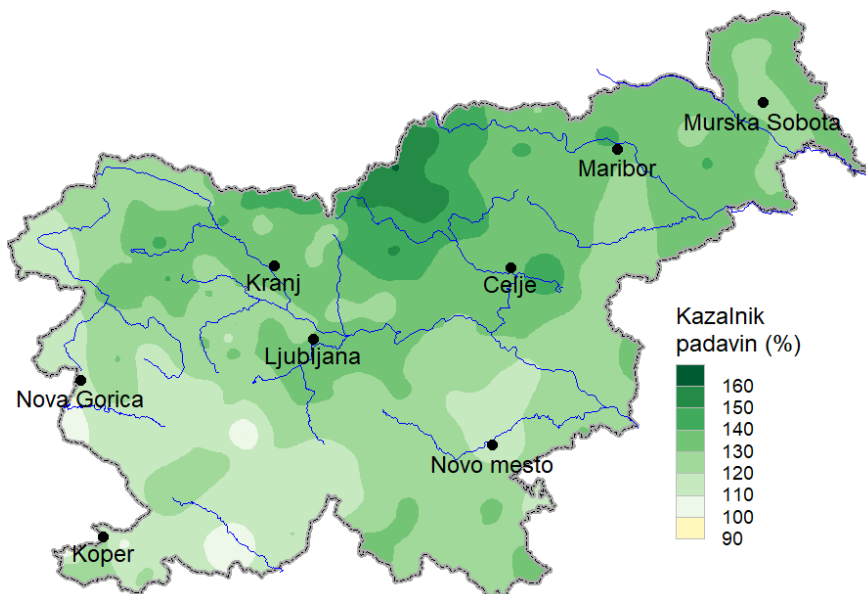 Murska Sobota
Maribor
Kranj
Celje
Ljubljana
Nova Gorica
Novo mesto
Koper
Kazalnik
padavin (%)
160
150
140
130
120
110
100
90